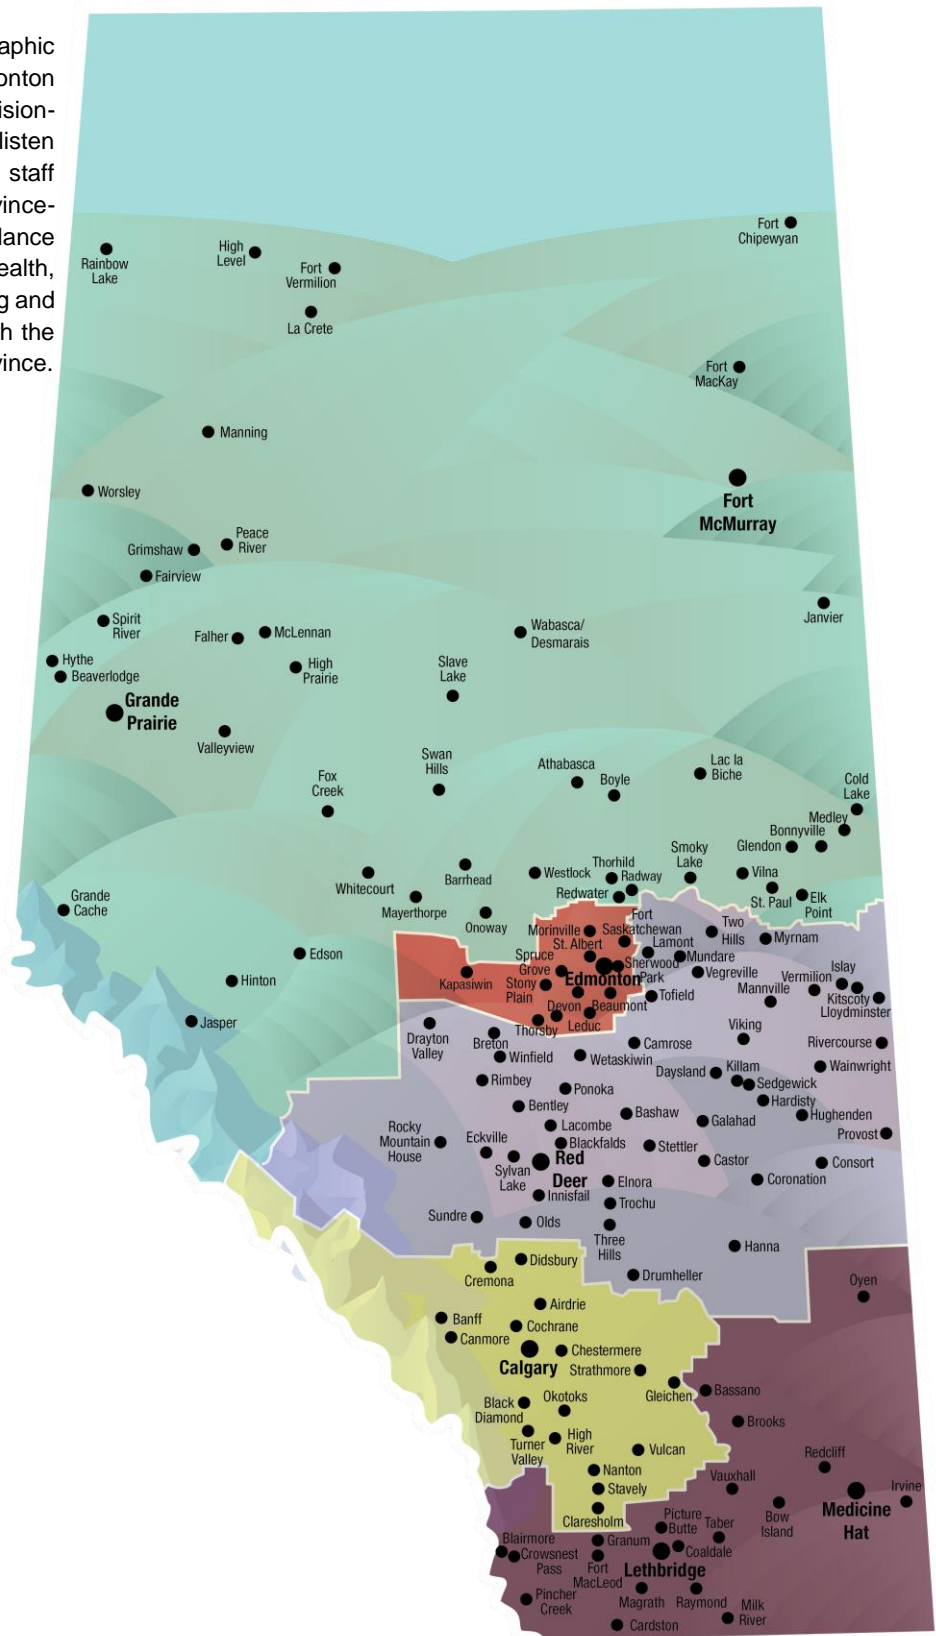 aphic
onton
ision-
listen
staff
vince-
lance
ealth,
g and
h the
vince.
Fort
Chipewyan
Rainbow
Lake
High
Level
Fort
Vermilion
La Crete
Fort
MacKay
Manning
Worsley
Fort
McMurray
Peace
River
Grimshaw
Fairview
Janvier
Spirit
River
Falher
McLennan
Wabasca/
Desmarais
Hythe
Beaverlodge
High
Prairie
Slave
Lake
Grande
Prairie
Valleyview
Swan
Hills
Athabasca
Boyle
Lac la
Biche
Fox
Creek
Cold
Lake
Medley
Bonnyville
Glendon
Whitecourt
Barrhead
Westlock
Thorhild
Radway
Smoky
Lake
Vilna
St. Paul
Elk
Point
Redwater
Mayerthorpe
Onoway
Grande
Cache
Morinville
Fort
Saskatchewan
St. Albert
Two
Hills
Myrnam
Lamont
Mundare
Edson
Hinton
Kapasiwin
Spruce
Grove
Stony
Plain
Edmonton
Sherwood
Park
Vegreville
Mannville
Vermilion
Islay
Kitscoty
Lloydminster
Jasper
Devon
Beaumont
Tofield
Thorsby
Leduc
Drayton
Valley
Breton
Winfield
Wetaskiwin
Camrose
Viking
Rivercourse
Daysland
Killam
Sedgewick
Wainwright
Rimbey
Ponoka
Hardisty
Bentley
Bashaw
Galahad
Hughenden
Lacombe
Provost
Rocky
Mountain
House
Eckville
Blackfalds
Stettler
Sylvan
Lake
Red
Deer
Castor
Consort
Coronation
Elnora
Innisfail
Trochu
Sundre
Olds
Three
Hills
Hanna
Didsbury
Cremona
Drumheller
Oyen
Airdrie
Banff
Cochrane
Canmore
Calgary
Chestermere
Strathmore
Gleichen
Bassano
Black
Diamond
Okotoks
Brooks
Turner
Valley
High
River
Vulcan
Redcliff
Nanton
Vauxhall
Irvine
Stavely
Medicine
Hat
Bow
Island
Claresholm
Picture
Butte
Taber
Granum
Blairmore
Crowsnest
Pass
Coaldale
Fort
MacLeod
Lethbridge
Pincher
Creek
Magrath
Raymond
Milk
River
Cardston